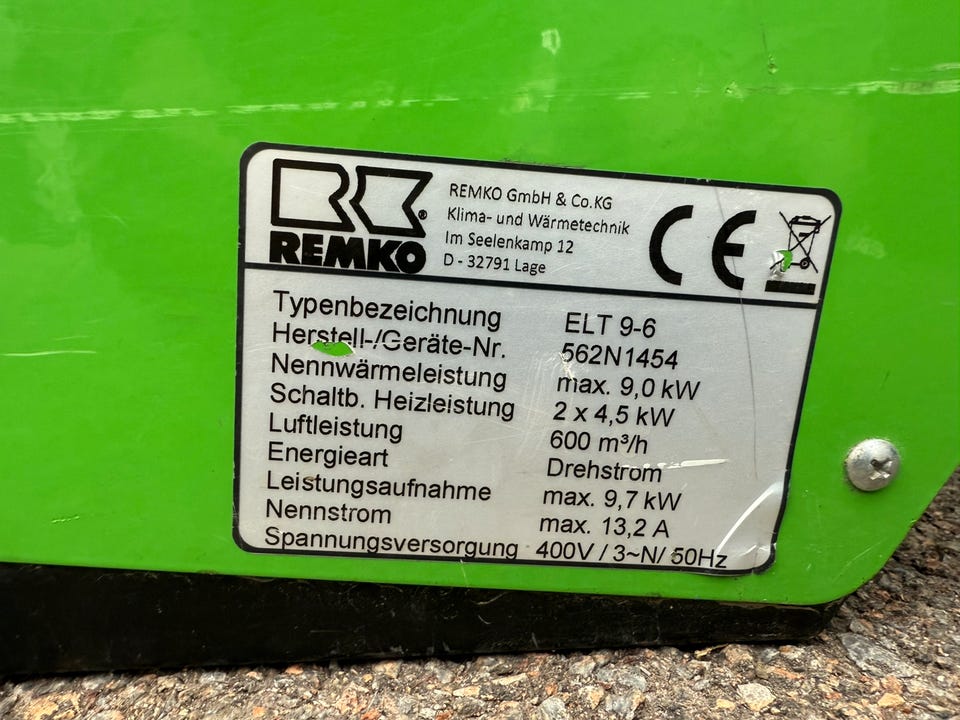 REMKO
REMKO GmbH & Co.KG
Klima- und Wärmetechnik
Im Seelenkamp 12
D - 32791 Lage
CE
Typenbezeichnung ELT 9-6
Herstell-/Geräte-Nr. 562N1454
Nennwärmeleistung max. 9,0 kW
Schaltb. Heizleistung 2 x 4,5 kW
Luftleistung 600 m³/h
Energieart Drehstrom
Leistungsaufnahme max. 9,7 kW
Nennstrom max. 13,2 A
Spannungsversorgung 400V / 3~N/ 50Hz